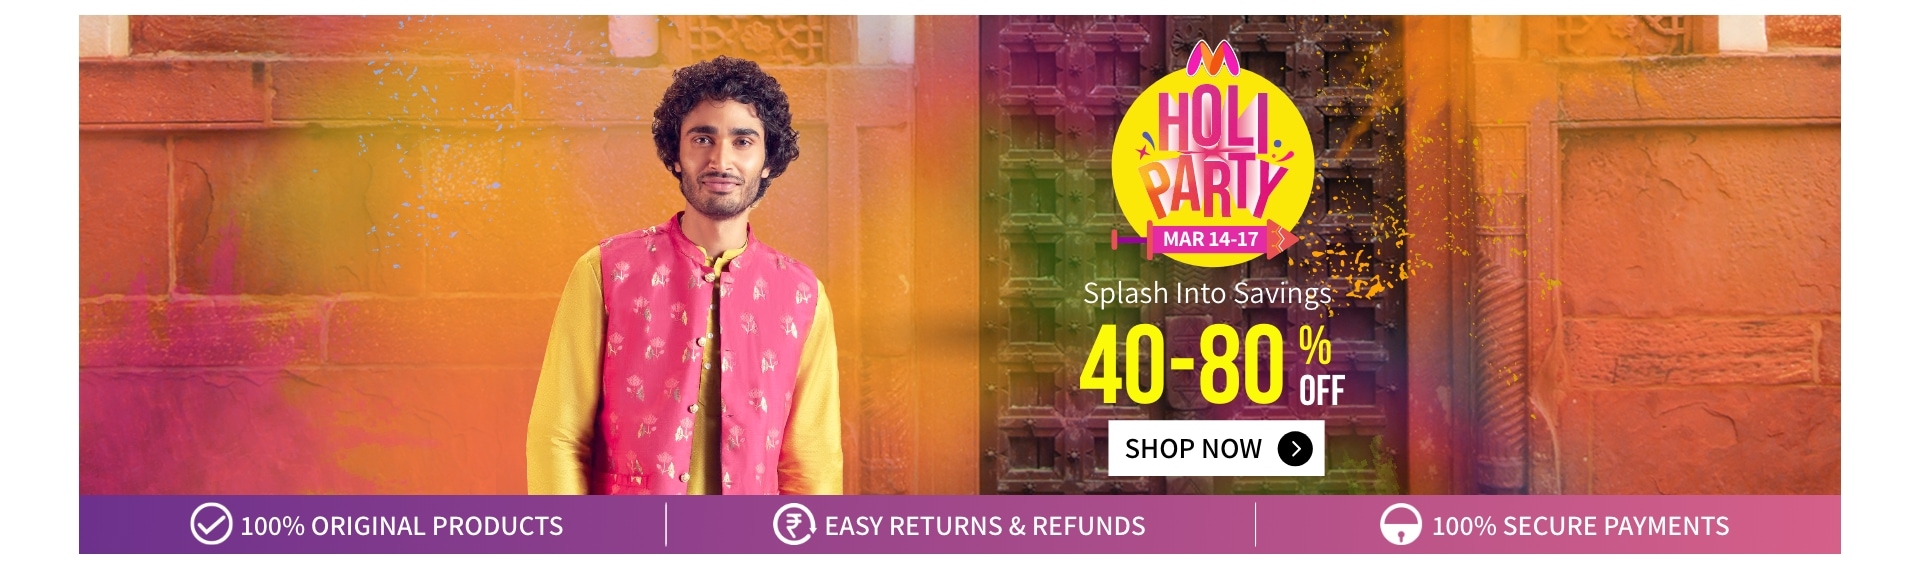 HOLI
PARTY
MAR 14-17
Splash Into Savings
40-80 %
OFF
SHOP NOW
100% ORIGINAL PRODUCTS
EASY RETURNS & REFUNDS
100% SECURE PAYMENTS